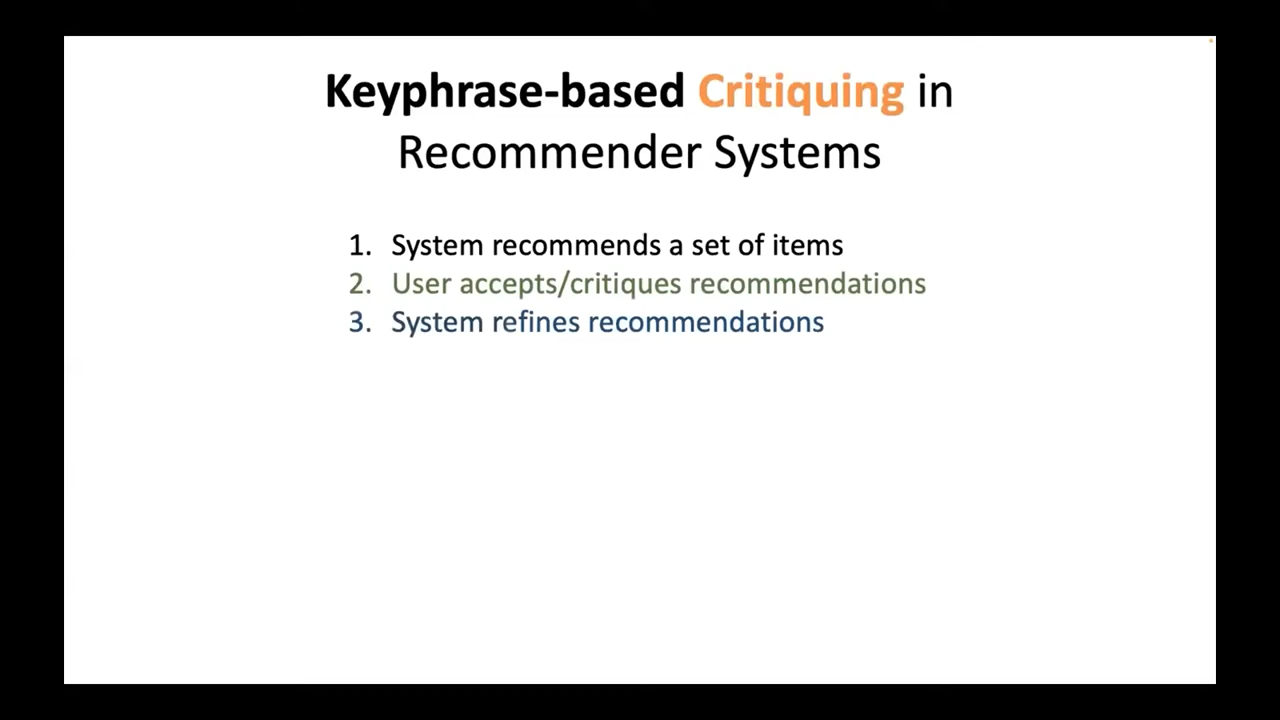 Keyphrase-based Critiquing in
Recommender Systems
1. System recommends a set of items
2. User accepts/critiques recommendations
3. System refines recommendations